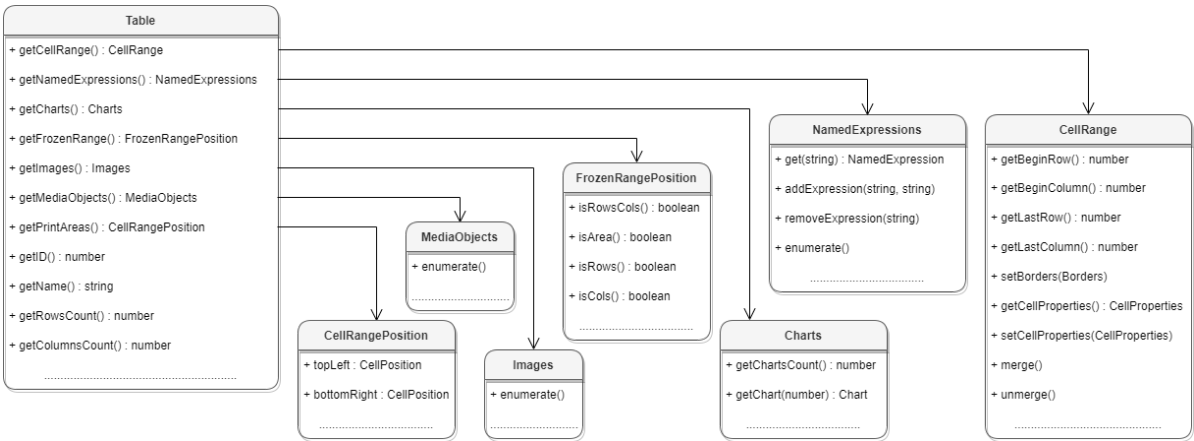 Table
+ getCellRange() : CellRange
+ getNamedExpressions() : NamedExpressions
+ getCharts() : Charts
+ getFrozenRange() : FrozenRangePosition
+ getImages() : Images
+ getMediaObjects() : MediaObjects
+ getPrintAreas() : CellRangePosition
+ getID() : number
+ getName() : string
+ getRowsCount() : number
+ getColumnsCount() : number
CellRangePosition
+ topLeft : CellPosition
+ bottomRight : CellPosition
MediaObjects
+ enumerate()
Images
+ enumerate()
FrozenRangePosition
+ isRowsCols() : boolean
+ isArea() : boolean
+ isRows() : boolean
+ isCols() : boolean
Charts
+ getChartsCount() : number
+ getChart(number) : Chart
NamedExpressions
+ get(string) : NamedExpression
+ addExpression(string, string)
+ removeExpression(string)
+ enumerate()
CellRange
+ getBeginRow() : number
+ getBeginColumn() : number
+ getLastRow() : number
+ getLastColumn() : number
+ setBorders(Borders)
+ getCellProperties() : CellProperties
+ setCellProperties(CellProperties)
+ merge()
+ unmerge()